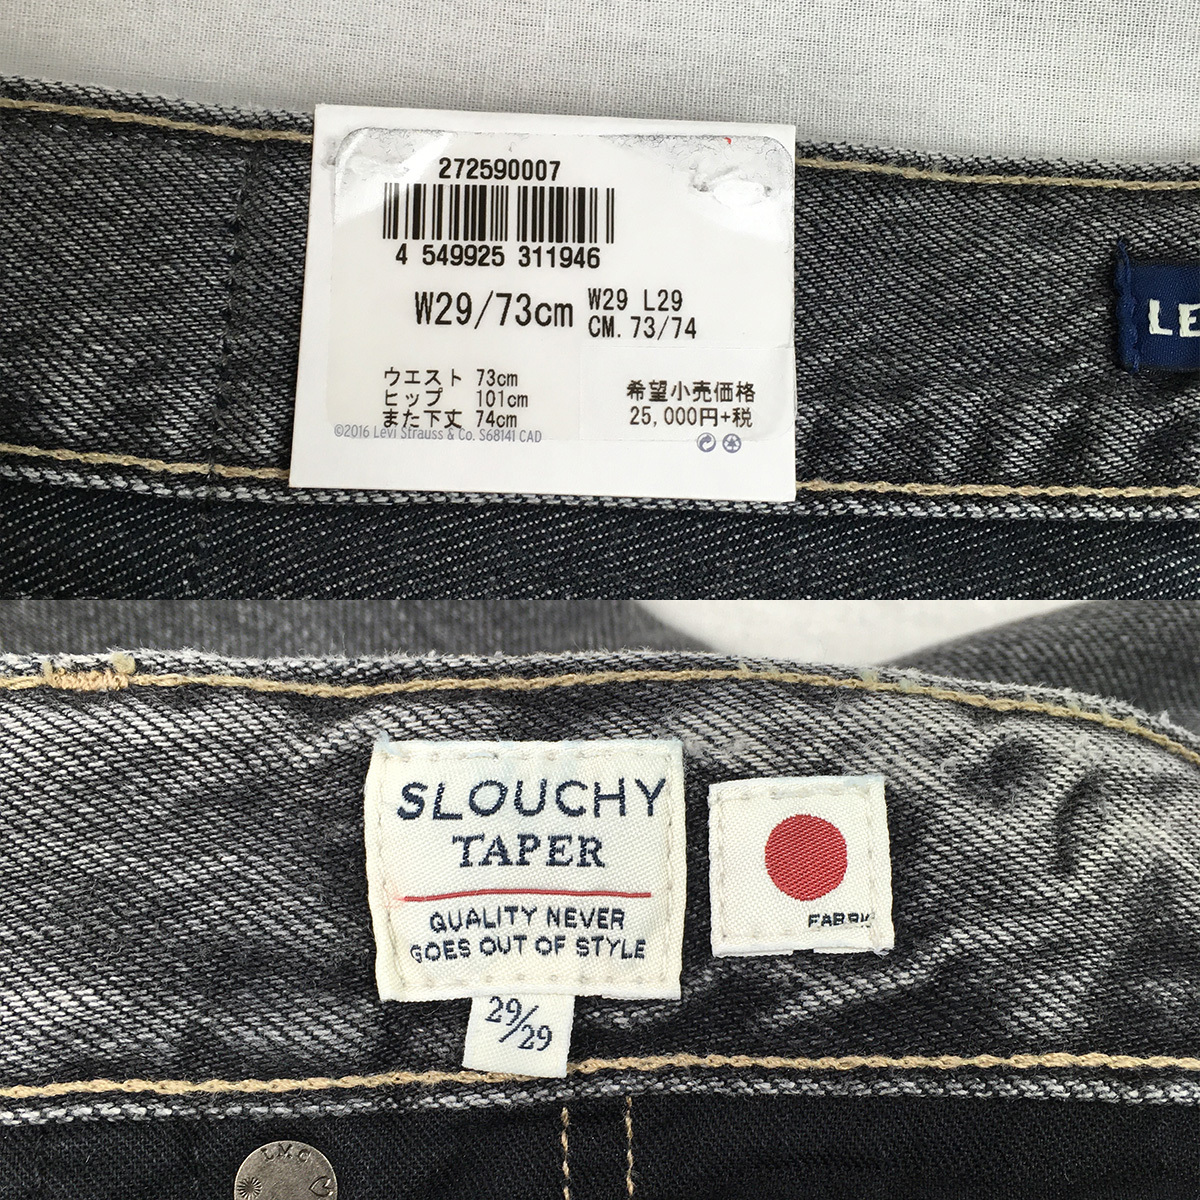 272590007
4 549925 311946
W29/73cm
W29 L29
CM. 73/74
ウエスト 73cm
ヒップ 101cm
また下丈 74cm
希望小売価格
25,000円+税
©2016 Levi Strauss & Co. S68141 CAD
LE
SLOUCHY
TAPER
QUALITY NEVER
GOES OUT OF STYLE
29/29
FABRIC
LMC